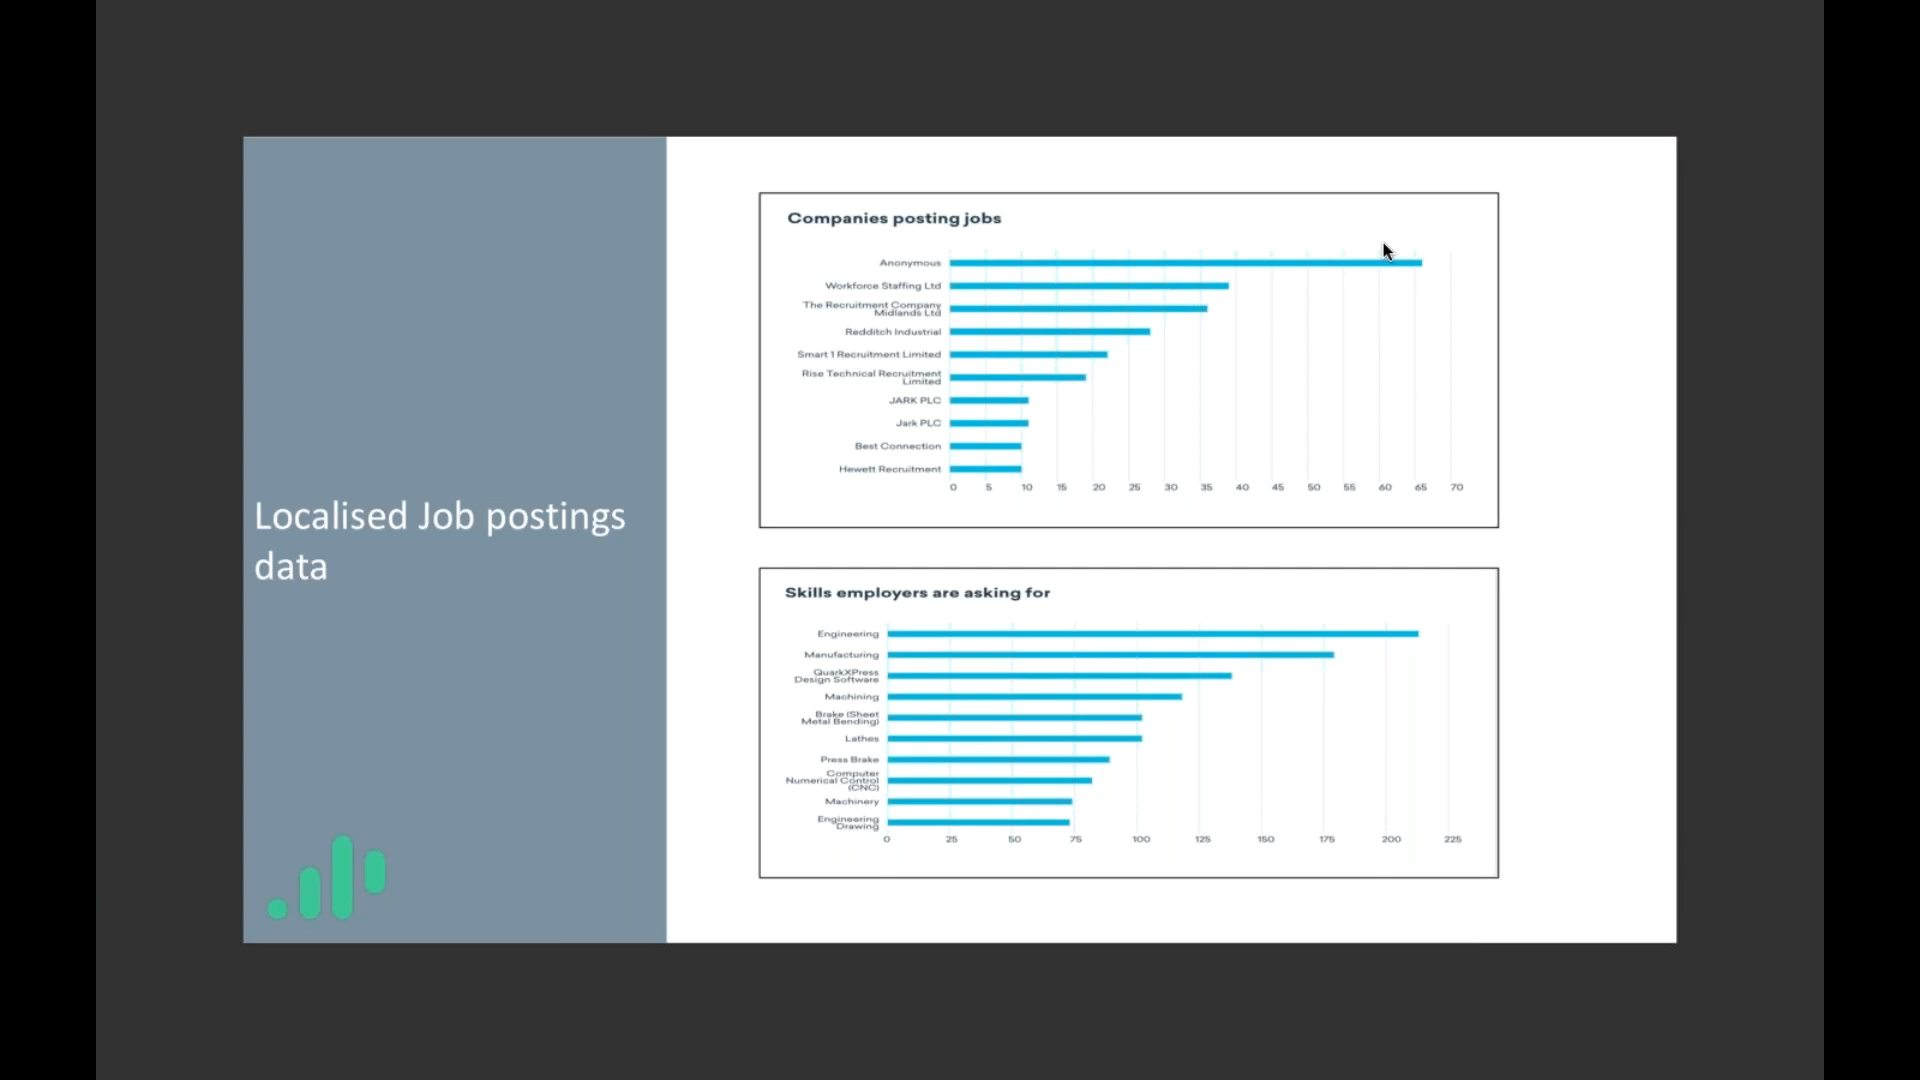 Localised Job postings
data
Companies posting jobs
Anonymous
Workforce Staffing Ltd
The Recruitment Company
Midlands Ltd
Redditch Industrial
Smart 1 Recruitment Limited
Rise Technical Recruitment
Limited
JARK PLC
Jark PLC
Best Connection
Hewett Recruitment
0 5 10 15 20 25 30 35 40 45 50 55 60 65 70
Skills employers are asking for
Engineering
Manufacturing
QuarkXPress
Design Software
Machining
Brake (Sheet
Metal Bending)
Lathes
Press Brake
Computer
Numerical Control
(CNC)
Machinery
Engineering
Drawing
0 25 50 75 100 125 150 175 200 225